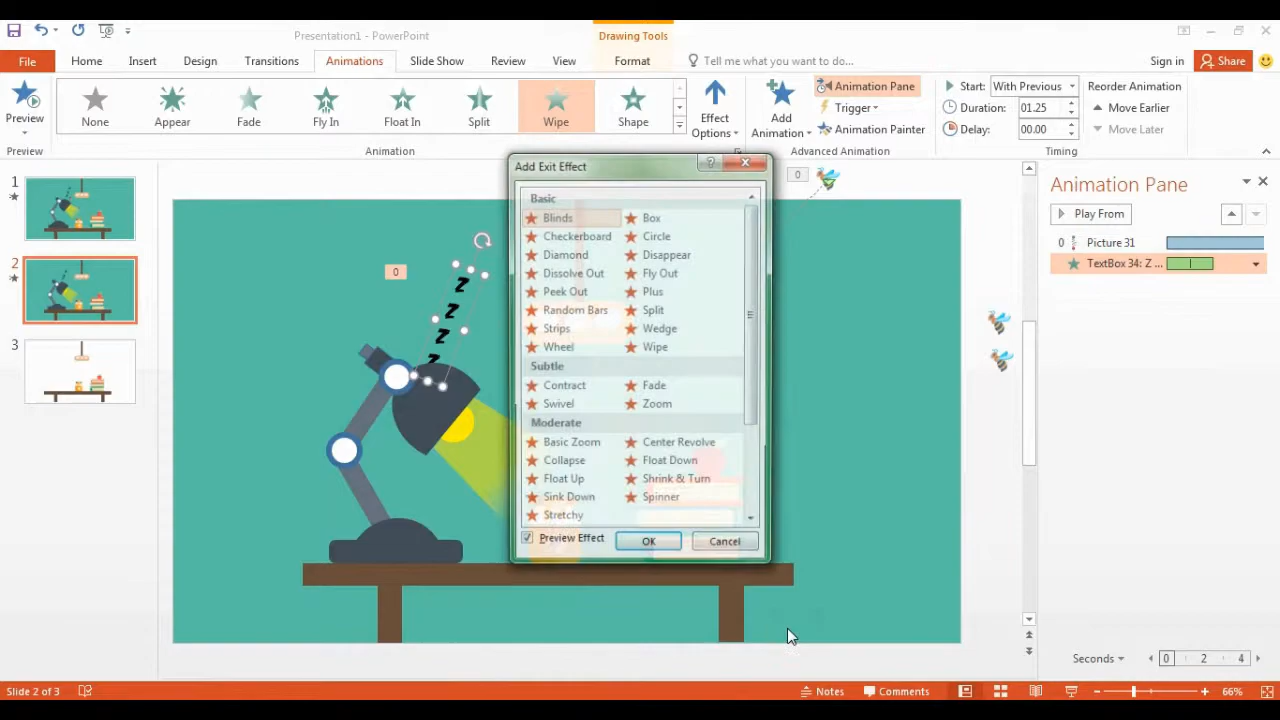 Presentation1 - PowerPoint
Drawing Tools
File Home Insert Design Transitions Animations Slide Show Review View Format Tell me what you want to do... Sign in Share
Preview None Appear Fade Fly In Float In Split Wipe Shape Effect Options Add Animation Animation Pane Trigger Animation Painter Start: With Previous Duration: 01.25 Delay: 00.00 Reorder Animation Move Earlier Move Later
Preview Animation Advanced Animation Timing
Add Exit Effect ?
Basic
Blinds Box
Checkerboard Circle
Diamond Disappear
Dissolve Out Fly Out
Peek Out Plus
Random Bars Split
Strips Wedge
Wheel Wipe
Subtle
Contract Fade
Swivel Zoom
Moderate
Basic Zoom Center Revolve
Collapse Float Down
Float Up Shrink & Turn
Sink Down Spinner
Stretchy
Preview Effect OK Cancel
1
2
3
0
0
z
z
z
z
Animation Pane
Play From
0 Picture 31
TextBox 34: Z ...
Seconds 0 2 4
Slide 2 of 3 Notes Comments 66%